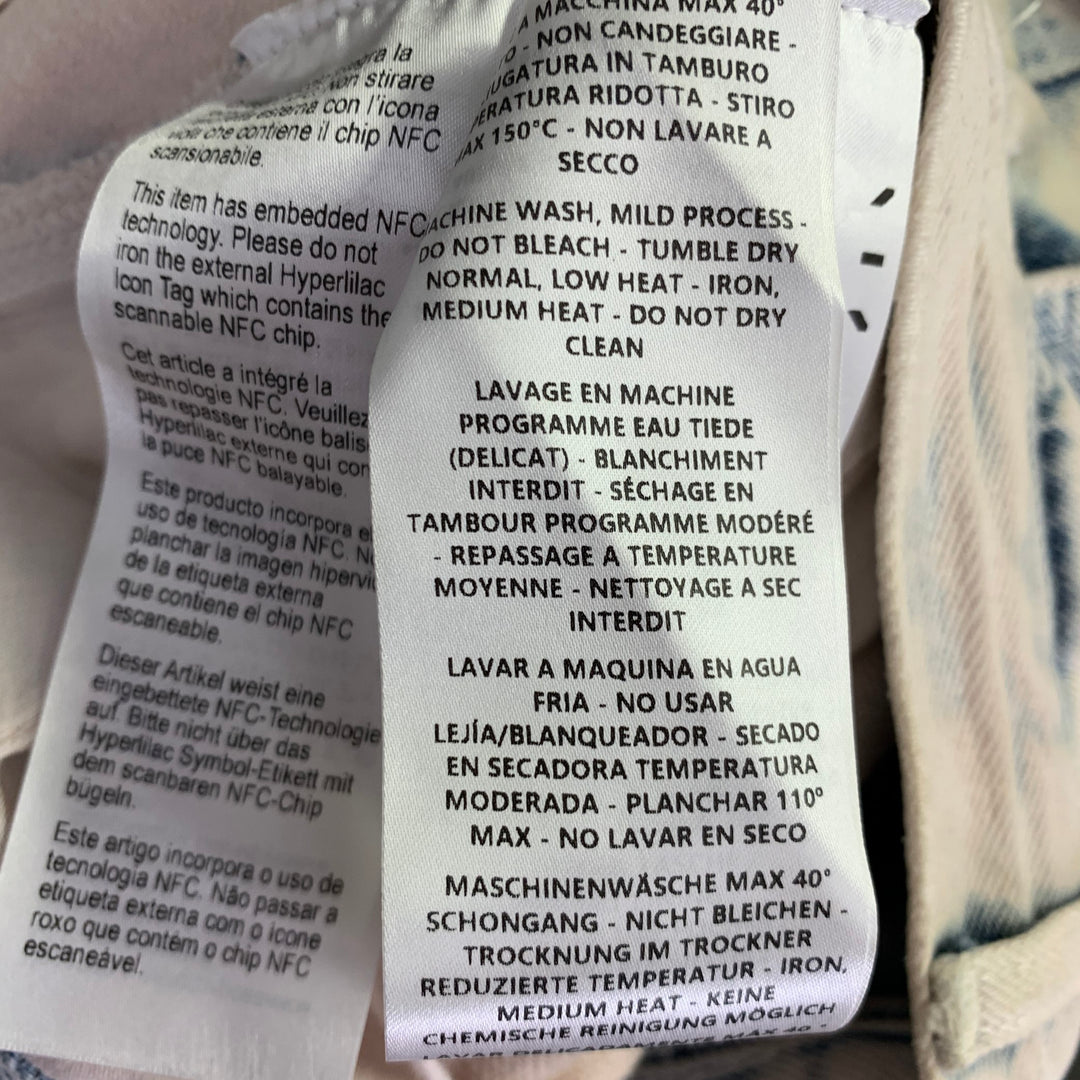 la
stirare
con l'icona
che contiene il chip NFC
scansionabile.
This item has embedded NFC
technology. Please do not
iron the external Hyperlilac
Icon Tag which contains the
scannable NFC chip.
Cet article a intégré la
technologie NFC. Veuillez
pas repasser l'icône balis
Hyperlilac externe qui con
la puce NFC balayable.
Este producto incorpora el
uso de tecnología NFC. N
planchar la imagen hipervi
de la etiqueta externa
que contiene el chip NFC
escaneable.
Dieser Artikel weist eine
eingebettete NFC-Technologie
auf. Bitte nicht über das
Hyperlilac Symbol-Etikett mit
dem scanbaren NFC-Chip
bügeln.
Este artigo incorpora o uso de
tecnologia NFC. Não passar a
etiqueta externa com o icone
roxo que contém o chip NFC
escaneável.
A MACCHINA MAX 40°
O - NON CANDEGGIARE -
UGATURA IN TAMBURO
ERATURA RIDOTTA - STIRO
MAX 150°C - NON LAVARE A
SECCO
ACHINE WASH, MILD PROCESS -
DO NOT BLEACH - TUMBLE DRY
NORMAL, LOW HEAT - IRON,
MEDIUM HEAT - DO NOT DRY
CLEAN
LAVAGE EN MACHINE
PROGRAMME EAU TIEDE
(DELICAT) - BLANCHIMENT
INTERDIT - SÉCHAGE EN
TAMBOUR PROGRAMME MODÉRÉ
- REPASSAGE A TEMPERATURE
MOYENNE - NETTOYAGE A SEC
INTERDIT
LAVAR A MAQUINA EN AGUA
FRIA - NO USAR
LEJÍA/BLANQUEADOR - SECADO
EN SECADORA TEMPERATURA
MODERADA - PLANCHAR 110°
MAX - NO LAVAR EN SECO
MASCHINENWÄSCHE MAX 40°
SCHONGANG - NICHT BLEICHEN -
TROCKNUNG IM TROCKNER
REDUZIERTE TEMPERATUR - IRON,
MEDIUM HEAT - KEINE
CHEMISCHE REINIGUNG MÖGLICH
LAVAR DELICADAMENTE MAX 40 -